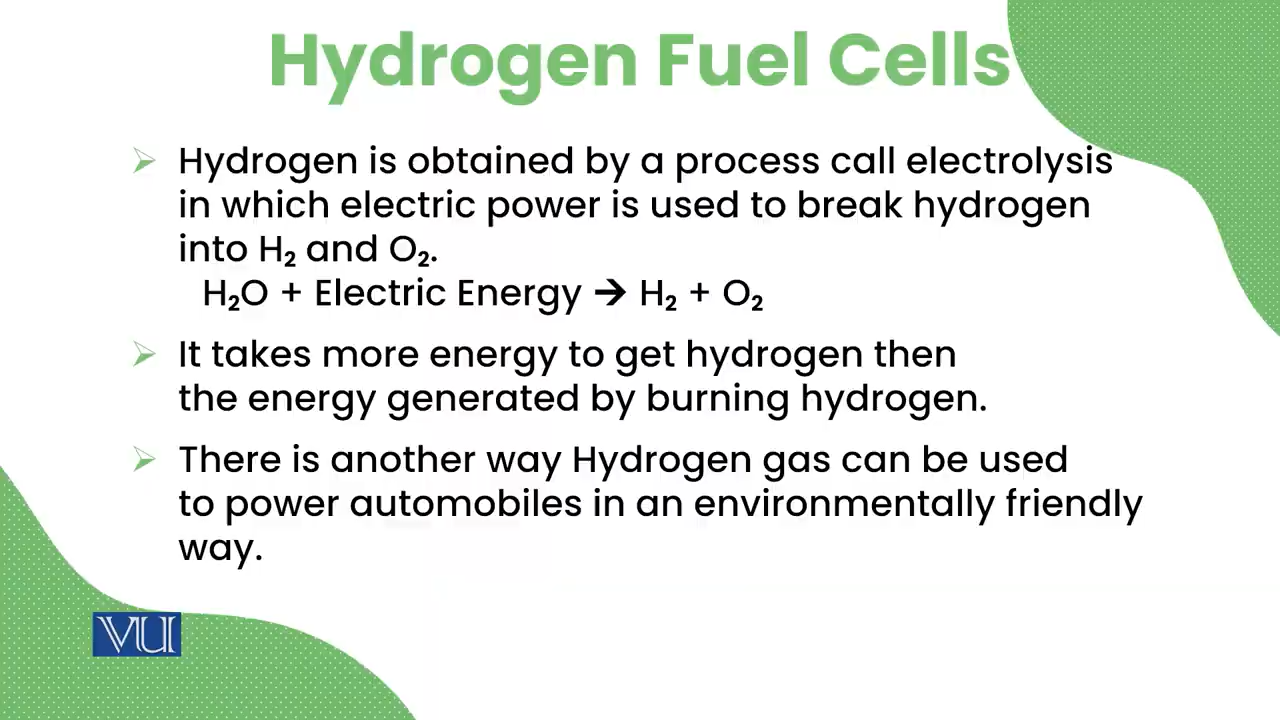 Hydrogen Fuel Cells
➢ Hydrogen is obtained by a process call electrolysis
in which electric power is used to break hydrogen
into H₂ and O₂.
H₂O + Electric Energy → H₂ + O₂
➢ It takes more energy to get hydrogen then
the energy generated by burning hydrogen.
➢ There is another way Hydrogen gas can be used
to power automobiles in an environmentally friendly
way.
VU